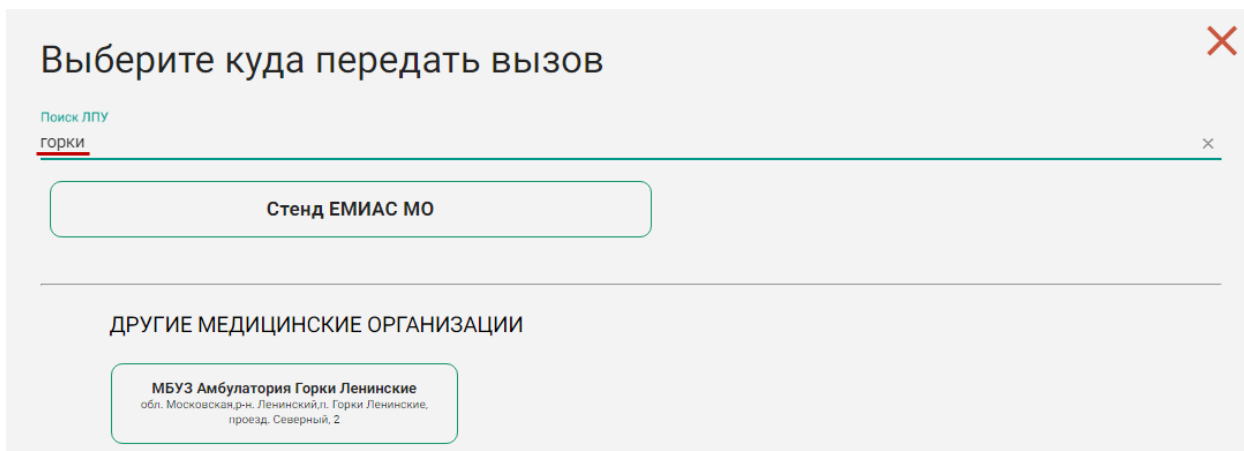 Выберите куда передать вызов
Поиск ЛПУ
горки
Стенд ЕМИАС МО
ДРУГИЕ МЕДИЦИНСКИЕ ОРГАНИЗАЦИИ
МБУЗ Амбулатория Горки Ленинские
обл. Московская,р-н. Ленинский,п. Горки Ленинские,
проезд. Северный, 2